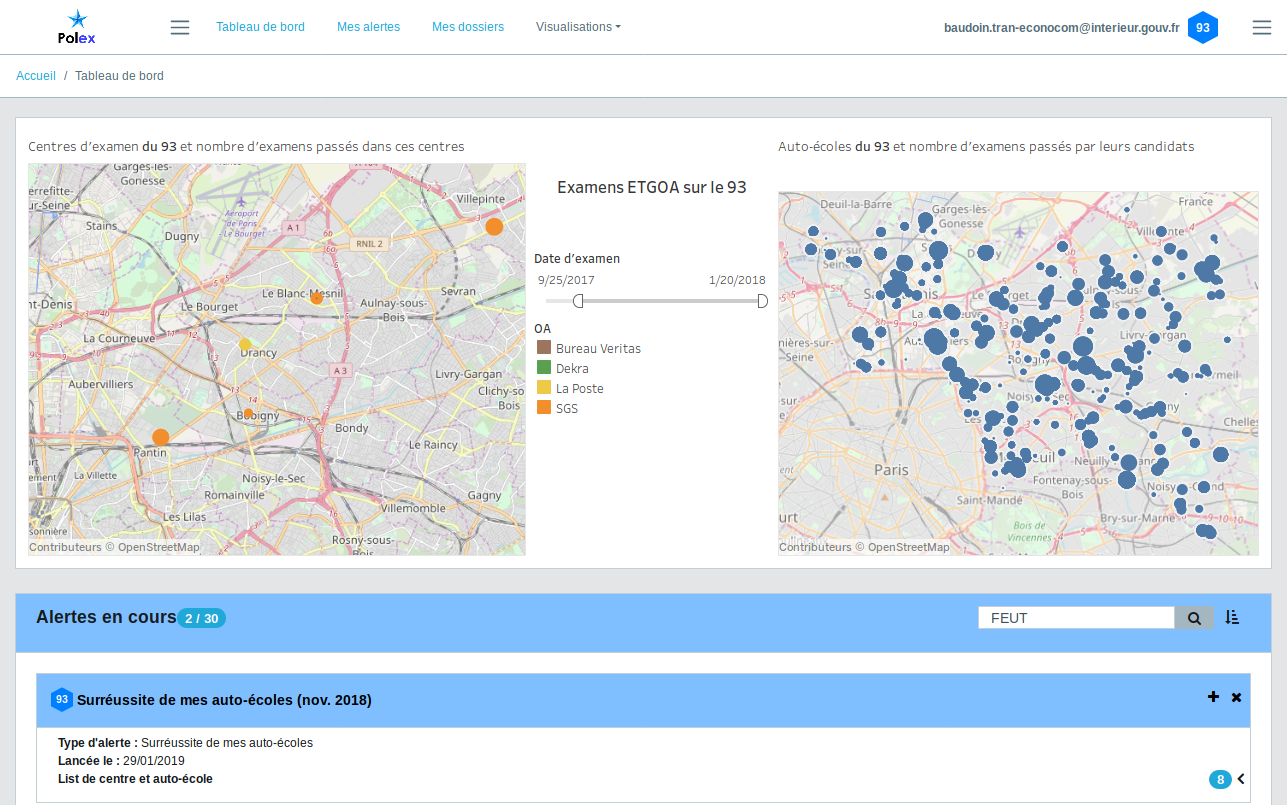 Polex
Tableau de bord
Mes alertes
Mes dossiers
Visualisations
baudoin.tran-econocom@interieur.gouv.fr
93
Accueil / Tableau de bord
Centres d'examen du 93 et nombre d'examens passés dans ces centres
Garges-lès-
Gonesse
Villepinte
Stains
Dugny
Aéroport
de Paris
- Le Bourget
A 1
RNIL 2
Le Blanc-Mesnil
Sevran
Aulnay-sous-
Bois
Le Bourget
La Courneuve
Drancy
A 3
Livry-Gargan
Aubervilliers
Clichy-so
Bois
Bobigny
Bondy
Pantin
Le Raincy
La Villette
Noisy-le-Sec
Romainville
Gagny
Villemomble
Les Lilas
Rosny-sous-
Bois
Contributeurs © OpenStreetMap
Examens ETGOA sur le 93
Date d'examen
9/25/2017
1/20/2018
OA
Bureau Veritas
Dekra
La Poste
SGS
Auto-écoles du 93 et nombre d'examens passés par leurs candidats
Deuil-la-Barre
France
Garges-lès-
Gonesse
Paris
Chelles
Fontenay-sous-
Bois
Saint-Mandé
Bois de
Vincennes
Bry-sur-Marne
Contributeurs © OpenStreetMap
Alertes en cours 2 / 30
FEUT
93 Surréussite de mes auto-écoles (nov. 2018)
Type d'alerte : Surréussite de mes auto-écoles
Lancée le : 29/01/2019
List de centre et auto-école
8